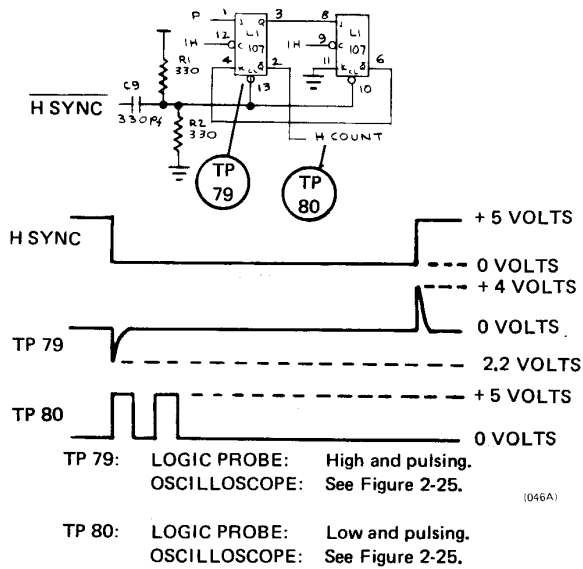 P 1 J Q 3 8 J
L1 L1
1H 12 C 107 1H 9 C 107
R1 330
4 K CL Q̅ 2 11 K CL Q̅ 6
13 10
H SYNC
C9
330Pf
R2
330
H COUNT
TP
79
TP
80
H SYNC
+ 5 VOLTS
0 VOLTS
+ 4 VOLTS
TP 79
0 VOLTS
2.2 VOLTS
TP 80
+ 5 VOLTS
0 VOLTS
TP 79: LOGIC PROBE: High and pulsing.
OSCILLOSCOPE: See Figure 2-25.
(046A)
TP 80: LOGIC PROBE: Low and pulsing.
OSCILLOSCOPE: See Figure 2-25.